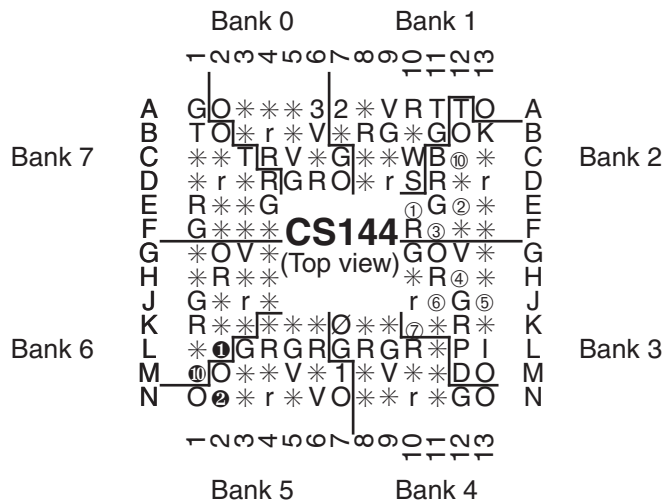 Bank 0 Bank 1
1 2 3 4 5 6 7 8 9 10 11 12 13
A G O ✳ ✳ ✳ 3 2 ✳ V R T T O A
B T O ✳ r ✳ V ✳ R G ✳ G O K B
Bank 7 C ✳ ✳ T R V ✳ G ✳ ✳ W B ⑩ ✳ C Bank 2
D ✳ r ✳ R G R O ✳ r S R ✳ r D
E R ✳ ✳ G ① G ② ✳ E
F G ✳ ✳ ✳ CS144 R ③ ✳ ✳ F
G ✳ O V ✳ (Top view) G O V ✳ G
H ✳ R ✳ ✳ ✳ R ④ ✳ H
J G ✳ r ✳ r ⑥ G ⑤ J
K R ✳ ✳ ✳ ✳ ✳ Ø ✳ ✳ ⑦ ✳ R ✳ K
Bank 6 L ✳ ❶ G R G R G R G R ✳ P I L Bank 3
M ❿ O ✳ ✳ V ✳ 1 ✳ V ✳ ✳ D O M
N O ❷ ✳ r ✳ V O ✳ ✳ r ✳ G O N
1 2 3 4 5 6 7 8 9 10 11 12 13
Bank 5 Bank 4